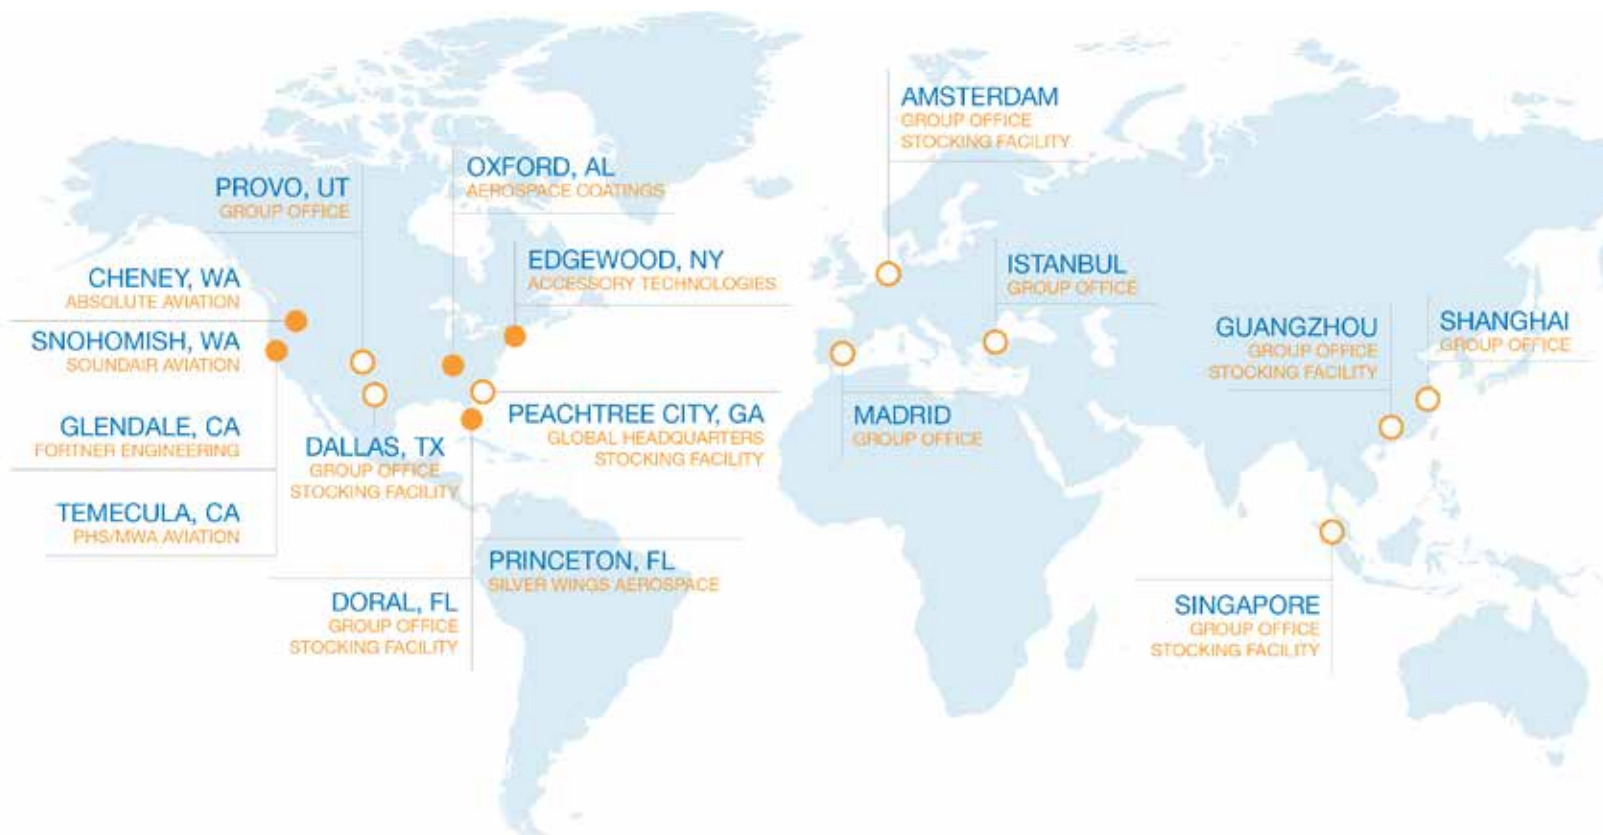 AMSTERDAM
GROUP OFFICE
STOCKING FACILITY
OXFORD, AL
AEROSPACE COATINGS
PROVO, UT
GROUP OFFICE
EDGEWOOD, NY
ACCESSORY TECHNOLOGIES
ISTANBUL
GROUP OFFICE
CHENEY, WA
ABSOLUTE AVIATION
SNOHOMISH, WA
SOUNDAIR AVIATION
GUANGZHOU
GROUP OFFICE
STOCKING FACILITY
SHANGHAI
GROUP OFFICE
GLENDALE, CA
FORTNER ENGINEERING
DALLAS, TX
GROUP OFFICE
STOCKING FACILITY
PEACHTREE CITY, GA
GLOBAL HEADQUARTERS
STOCKING FACILITY
MADRID
GROUP OFFICE
TEMECULA, CA
PHS/MWA AVIATION
PRINCETON, FL
SILVER WINGS AEROSPACE
DORAL, FL
GROUP OFFICE
STOCKING FACILITY
SINGAPORE
GROUP OFFICE
STOCKING FACILITY